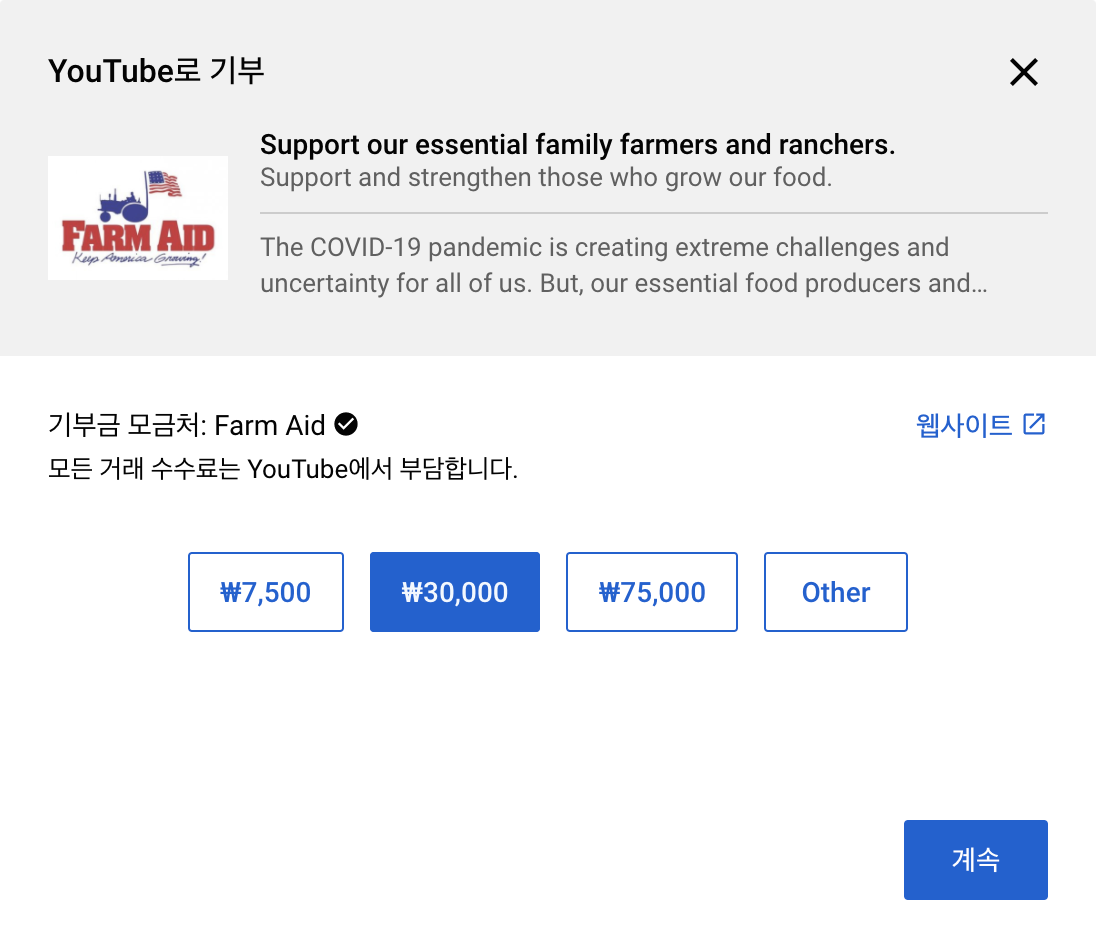 YouTube로 기부
Support our essential family farmers and ranchers.
Support and strengthen those who grow our food.
FARM AID
Keep America Growing!
The COVID-19 pandemic is creating extreme challenges and
uncertainty for all of us. But, our essential food producers and…
기부금 모금처: Farm Aid
웹사이트
모든 거래 수수료는 YouTube에서 부담합니다.
₩7,500
₩30,000
₩75,000
Other
계속